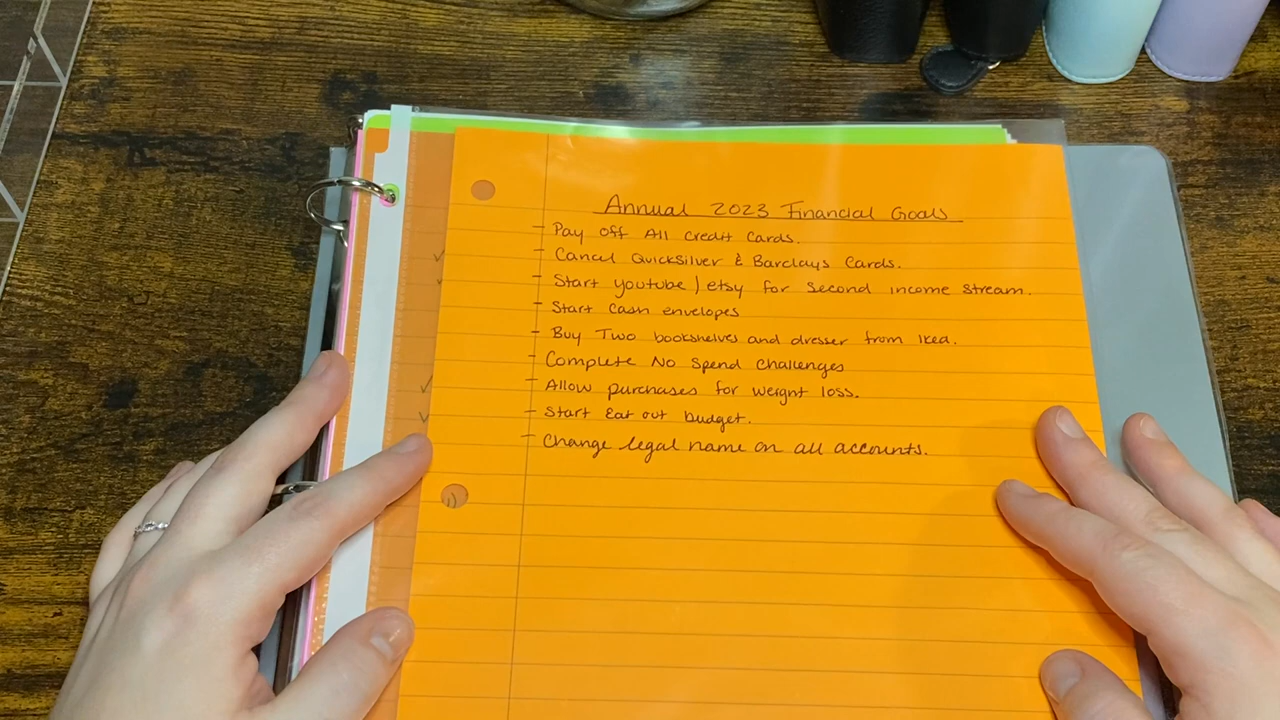 Annual 2023 Financial Goals
- Pay off All Credit Cards.
- Cancel Quicksilver & Barclays Cards.
- Start youtube/etsy for second income stream.
- Start cash envelopes
- Buy Two bookshelves and dresser from Ikea.
- Complete No Spend Challenges
- Allow purchases for weight loss.
- Start Eat out budget.
- Change legal name on all accounts.